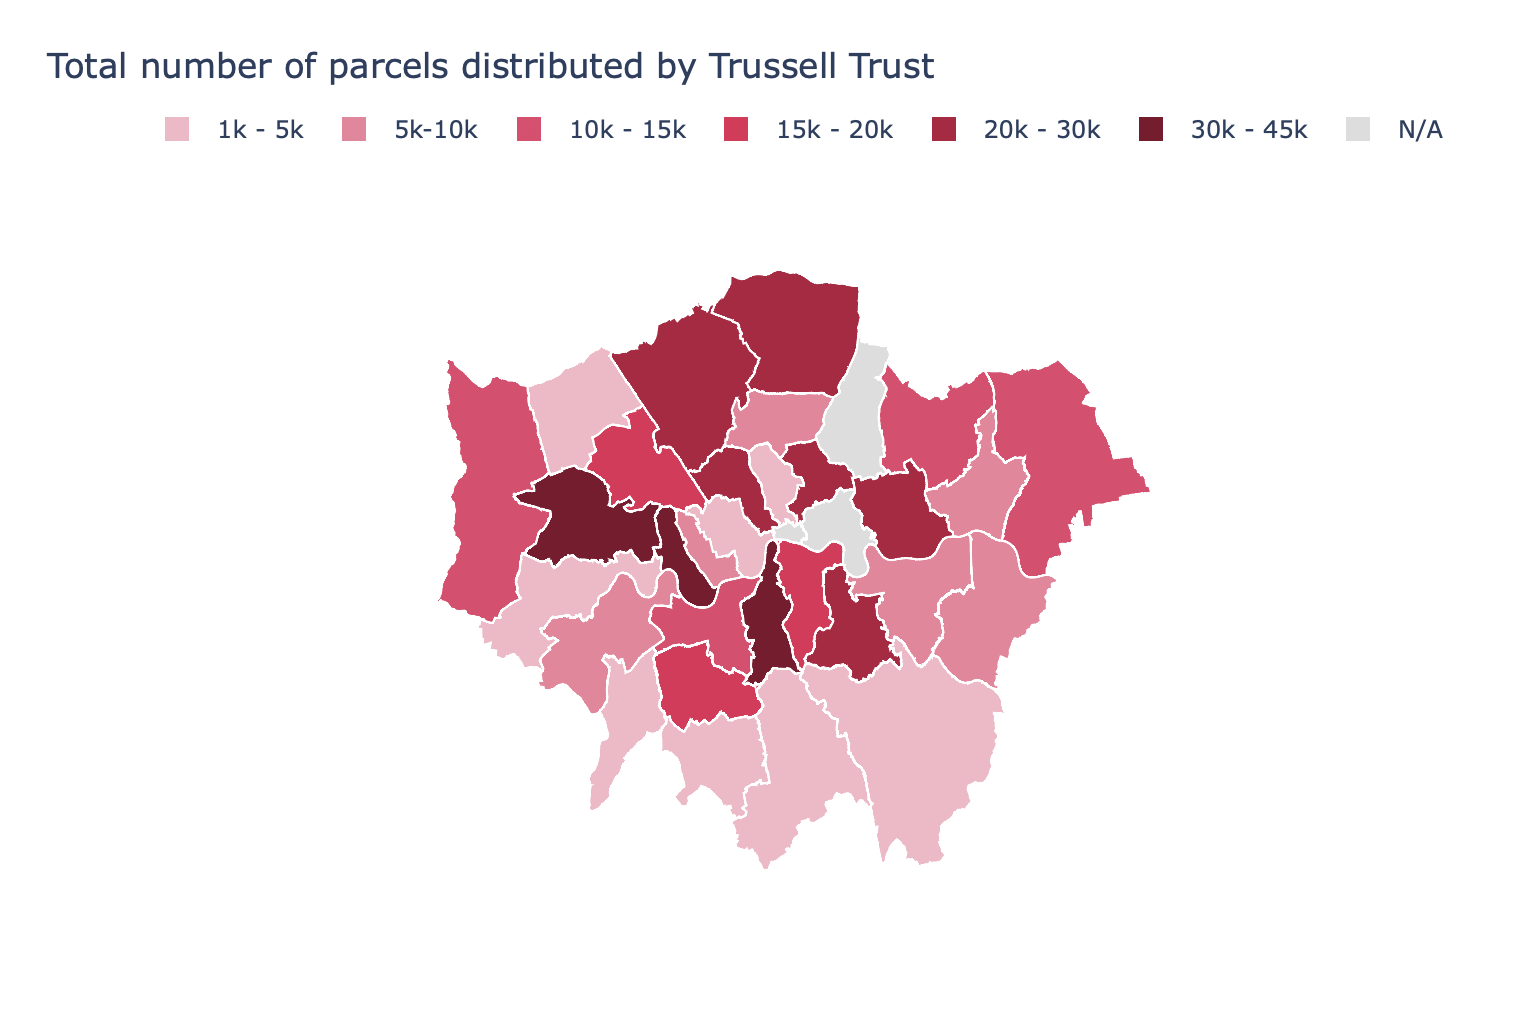 Total number of parcels distributed by Trussell Trust
1k - 5k 5k-10k 10k - 15k 15k - 20k 20k - 30k 30k - 45k N/A